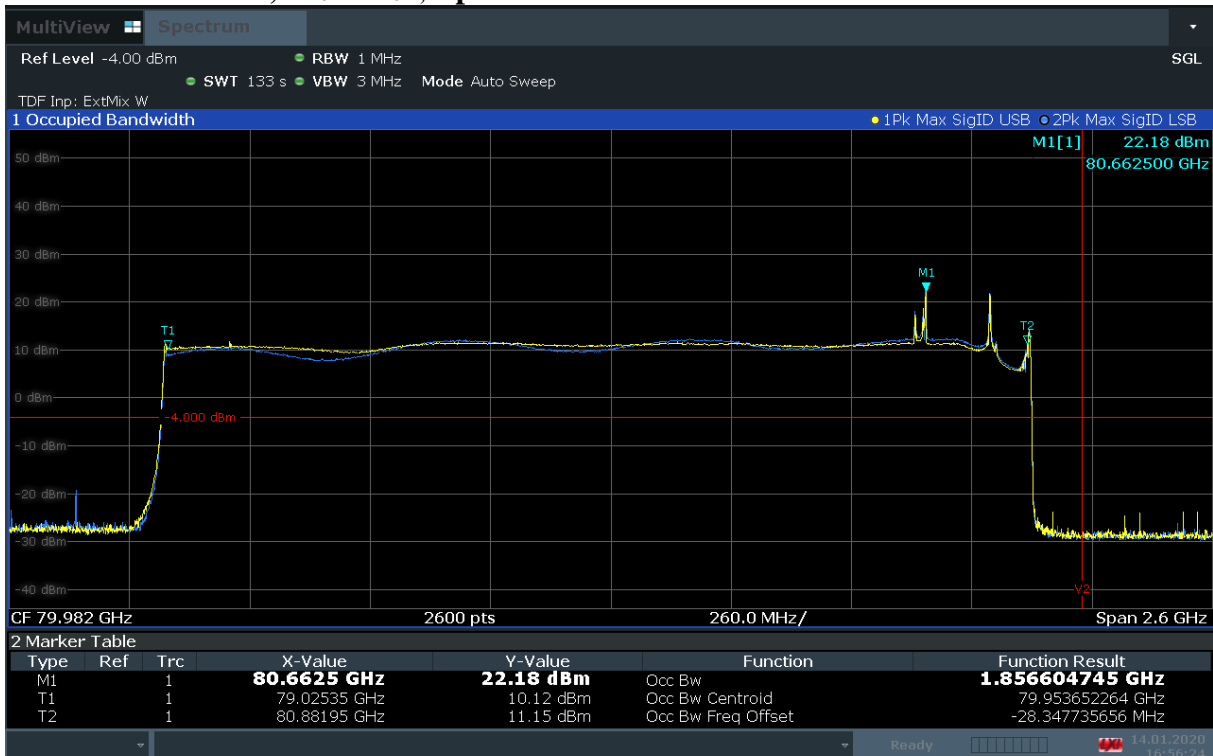 MultiView Spectrum
Ref Level -4.00 dBm RBW 1 MHz SGL
SWT 133 s VBW 3 MHz Mode Auto Sweep
TDF Inp: ExtMix W
1 Occupied Bandwidth 1Pk Max SigID USB 2Pk Max SigID LSB
M1[1] 22.18 dBm
80.662500 GHz
50 dBm
40 dBm
30 dBm
M1
20 dBm
T1 T2
10 dBm
0 dBm
-4.000 dBm
-10 dBm
-20 dBm
-30 dBm
-40 dBm V2
CF 79.982 GHz 2600 pts 260.0 MHz/ Span 2.6 GHz
2 Marker Table
Type Ref Trc X-Value Y-Value Function Function Result
M1 1 80.6625 GHz 22.18 dBm Occ Bw 1.856604745 GHz
T1 1 79.02535 GHz 10.12 dBm Occ Bw Centroid 79.953652264 GHz
T2 1 80.88195 GHz 11.15 dBm Occ Bw Freq Offset -28.347735656 MHz
Ready 14.01.2020
16:56:24